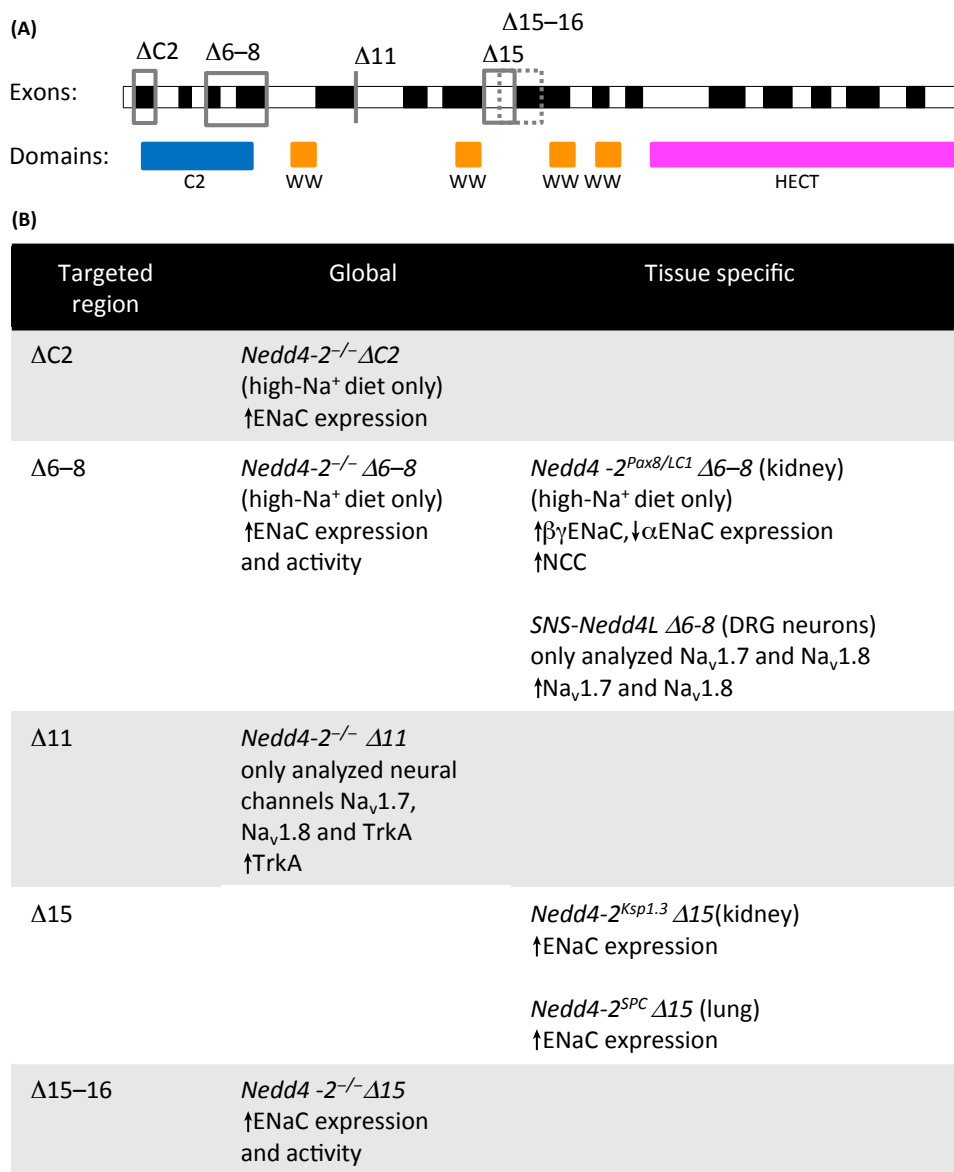 (A)
Δ15–16
ΔC2 Δ6–8 Δ11 Δ15
Exons:
Domains:
C2 WW WW WW WW HECT
(B)
Targeted region Global Tissue specific
ΔC2
Nedd4-2−/− ΔC2
(high-Na+ diet only)
↑ENaC expression
Δ6–8
Nedd4-2−/− Δ6–8
(high-Na+ diet only)
↑ENaC expression
and activity
Nedd4 -2Pax8/LC1 Δ6–8 (kidney)
(high-Na+ diet only)
↑βγENaC,↓αENaC expression
↑NCC
SNS-Nedd4L Δ6-8 (DRG neurons)
only analyzed Nav1.7 and Nav1.8
↑Nav1.7 and Nav1.8
Δ11
Nedd4-2−/− Δ11
only analyzed neural
channels Nav1.7,
Nav1.8 and TrkA
↑TrkA
Δ15
Nedd4-2Ksp1.3 Δ15(kidney)
↑ENaC expression
Nedd4-2SPC Δ15 (lung)
↑ENaC expression
Δ15–16
Nedd4 -2−/− Δ15
↑ENaC expression
and activity